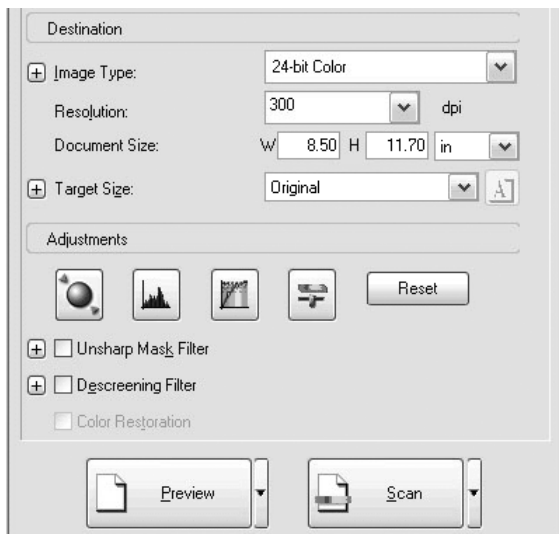 Destination
Image Type: 24-bit Color
Resolution: 300 dpi
Document Size: W 8.50 H 11.70 in
Target Size: Original A
Adjustments
Reset
Unsharp Mask Filter
Descreening Filter
Color Restoration
Preview Scan